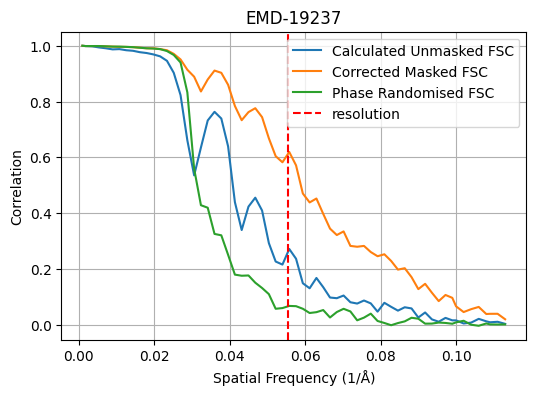 EMD-19237
Calculated Unmasked FSC
Corrected Masked FSC
Phase Randomised FSC
resolution
Correlation
1.0
0.8
0.6
0.4
0.2
0.0
0.00 0.02 0.04 0.06 0.08 0.10
Spatial Frequency (1/Å)